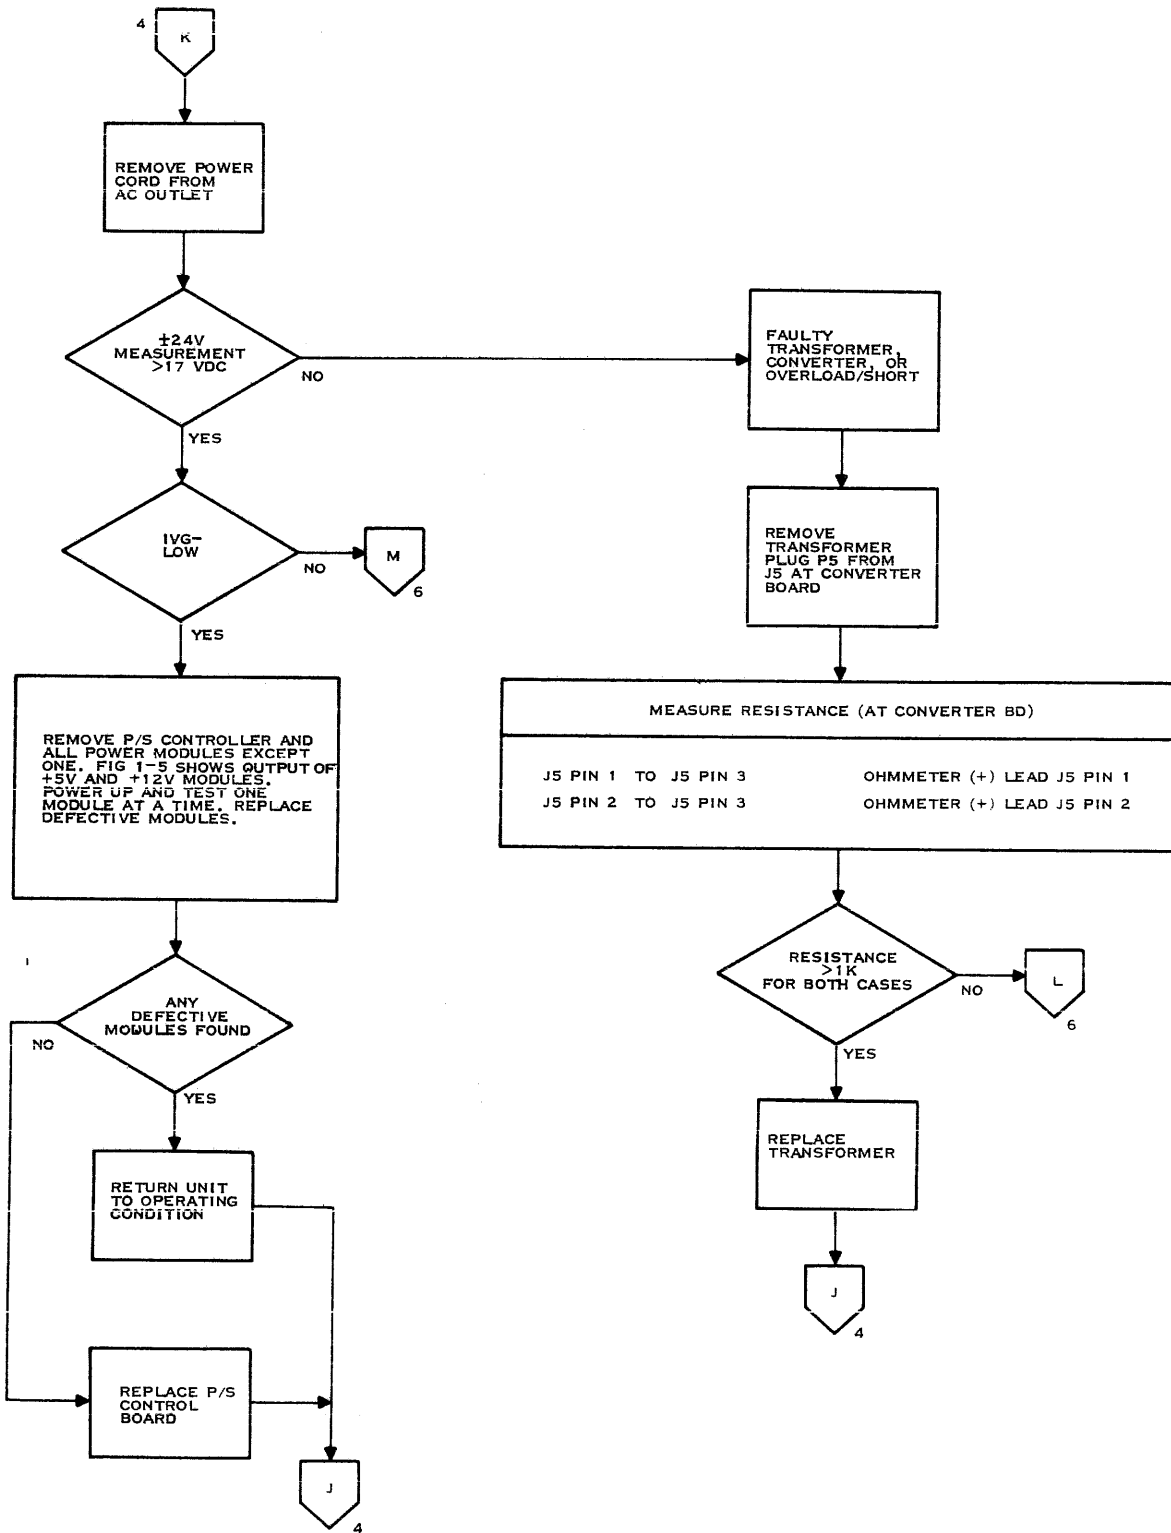 4
K
REMOVE POWER
CORD FROM
AC OUTLET
±24V
MEASUREMENT
>17 VDC
NO
YES
FAULTY
TRANSFORMER,
CONVERTER, OR
OVERLOAD/SHORT
IVG-
LOW
NO
M
6
YES
REMOVE
TRANSFORMER
PLUG P5 FROM
J5 AT CONVERTER
BOARD
REMOVE P/S CONTROLLER AND
ALL POWER MODULES EXCEPT
ONE. FIG 1-5 SHOWS OUTPUT OF
+5V AND +12V MODULES.
POWER UP AND TEST ONE
MODULE AT A TIME. REPLACE
DEFECTIVE MODULES.
MEASURE RESISTANCE (AT CONVERTER BD)
J5 PIN 1 TO J5 PIN 3 OHMMETER (+) LEAD J5 PIN 1
J5 PIN 2 TO J5 PIN 3 OHMMETER (+) LEAD J5 PIN 2
ANY
DEFECTIVE
MODULES FOUND
NO
YES
RESISTANCE
>1K
FOR BOTH CASES
NO
L
6
YES
RETURN UNIT
TO OPERATING
CONDITION
REPLACE
TRANSFORMER
J
4
REPLACE P/S
CONTROL
BOARD
J
4